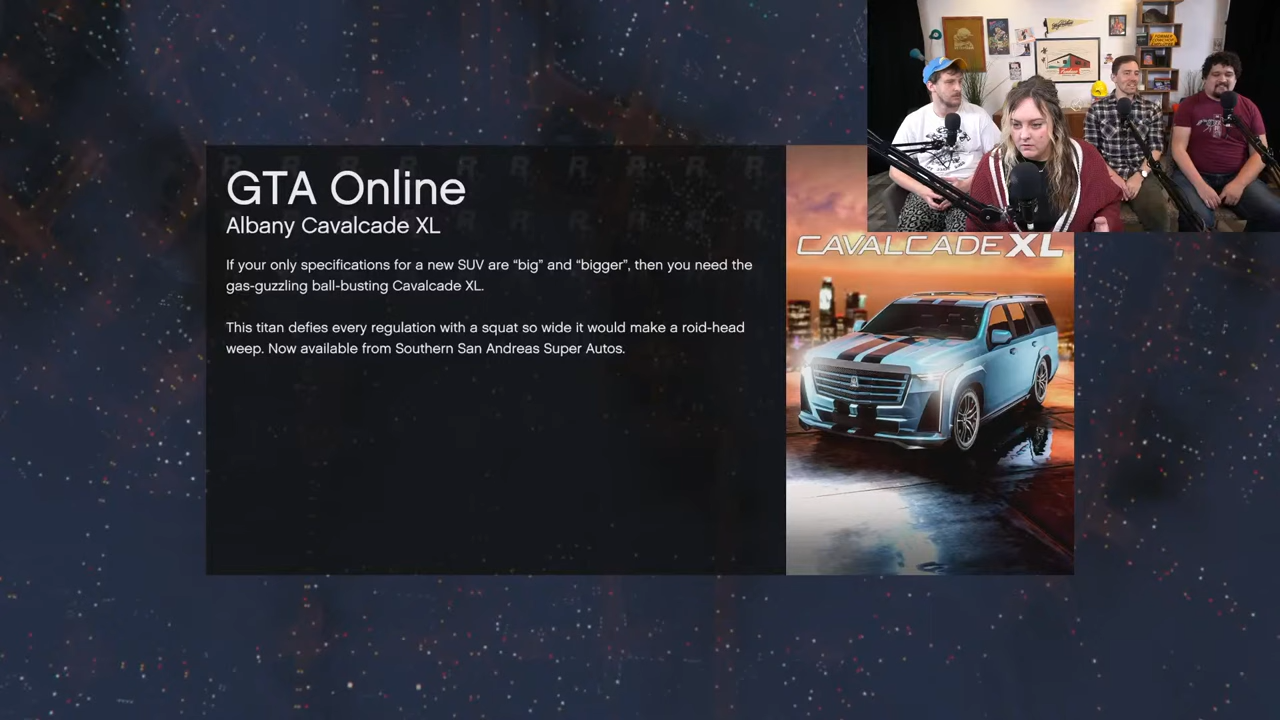 GTA Online
Albany Cavalcade XL
If your only specifications for a new SUV are “big” and “bigger”, then you need the
gas-guzzling ball-busting Cavalcade XL.
This titan defies every regulation with a squat so wide it would make a roid-head
weep. Now available from Southern San Andreas Super Autos.
CAVALCADE XL